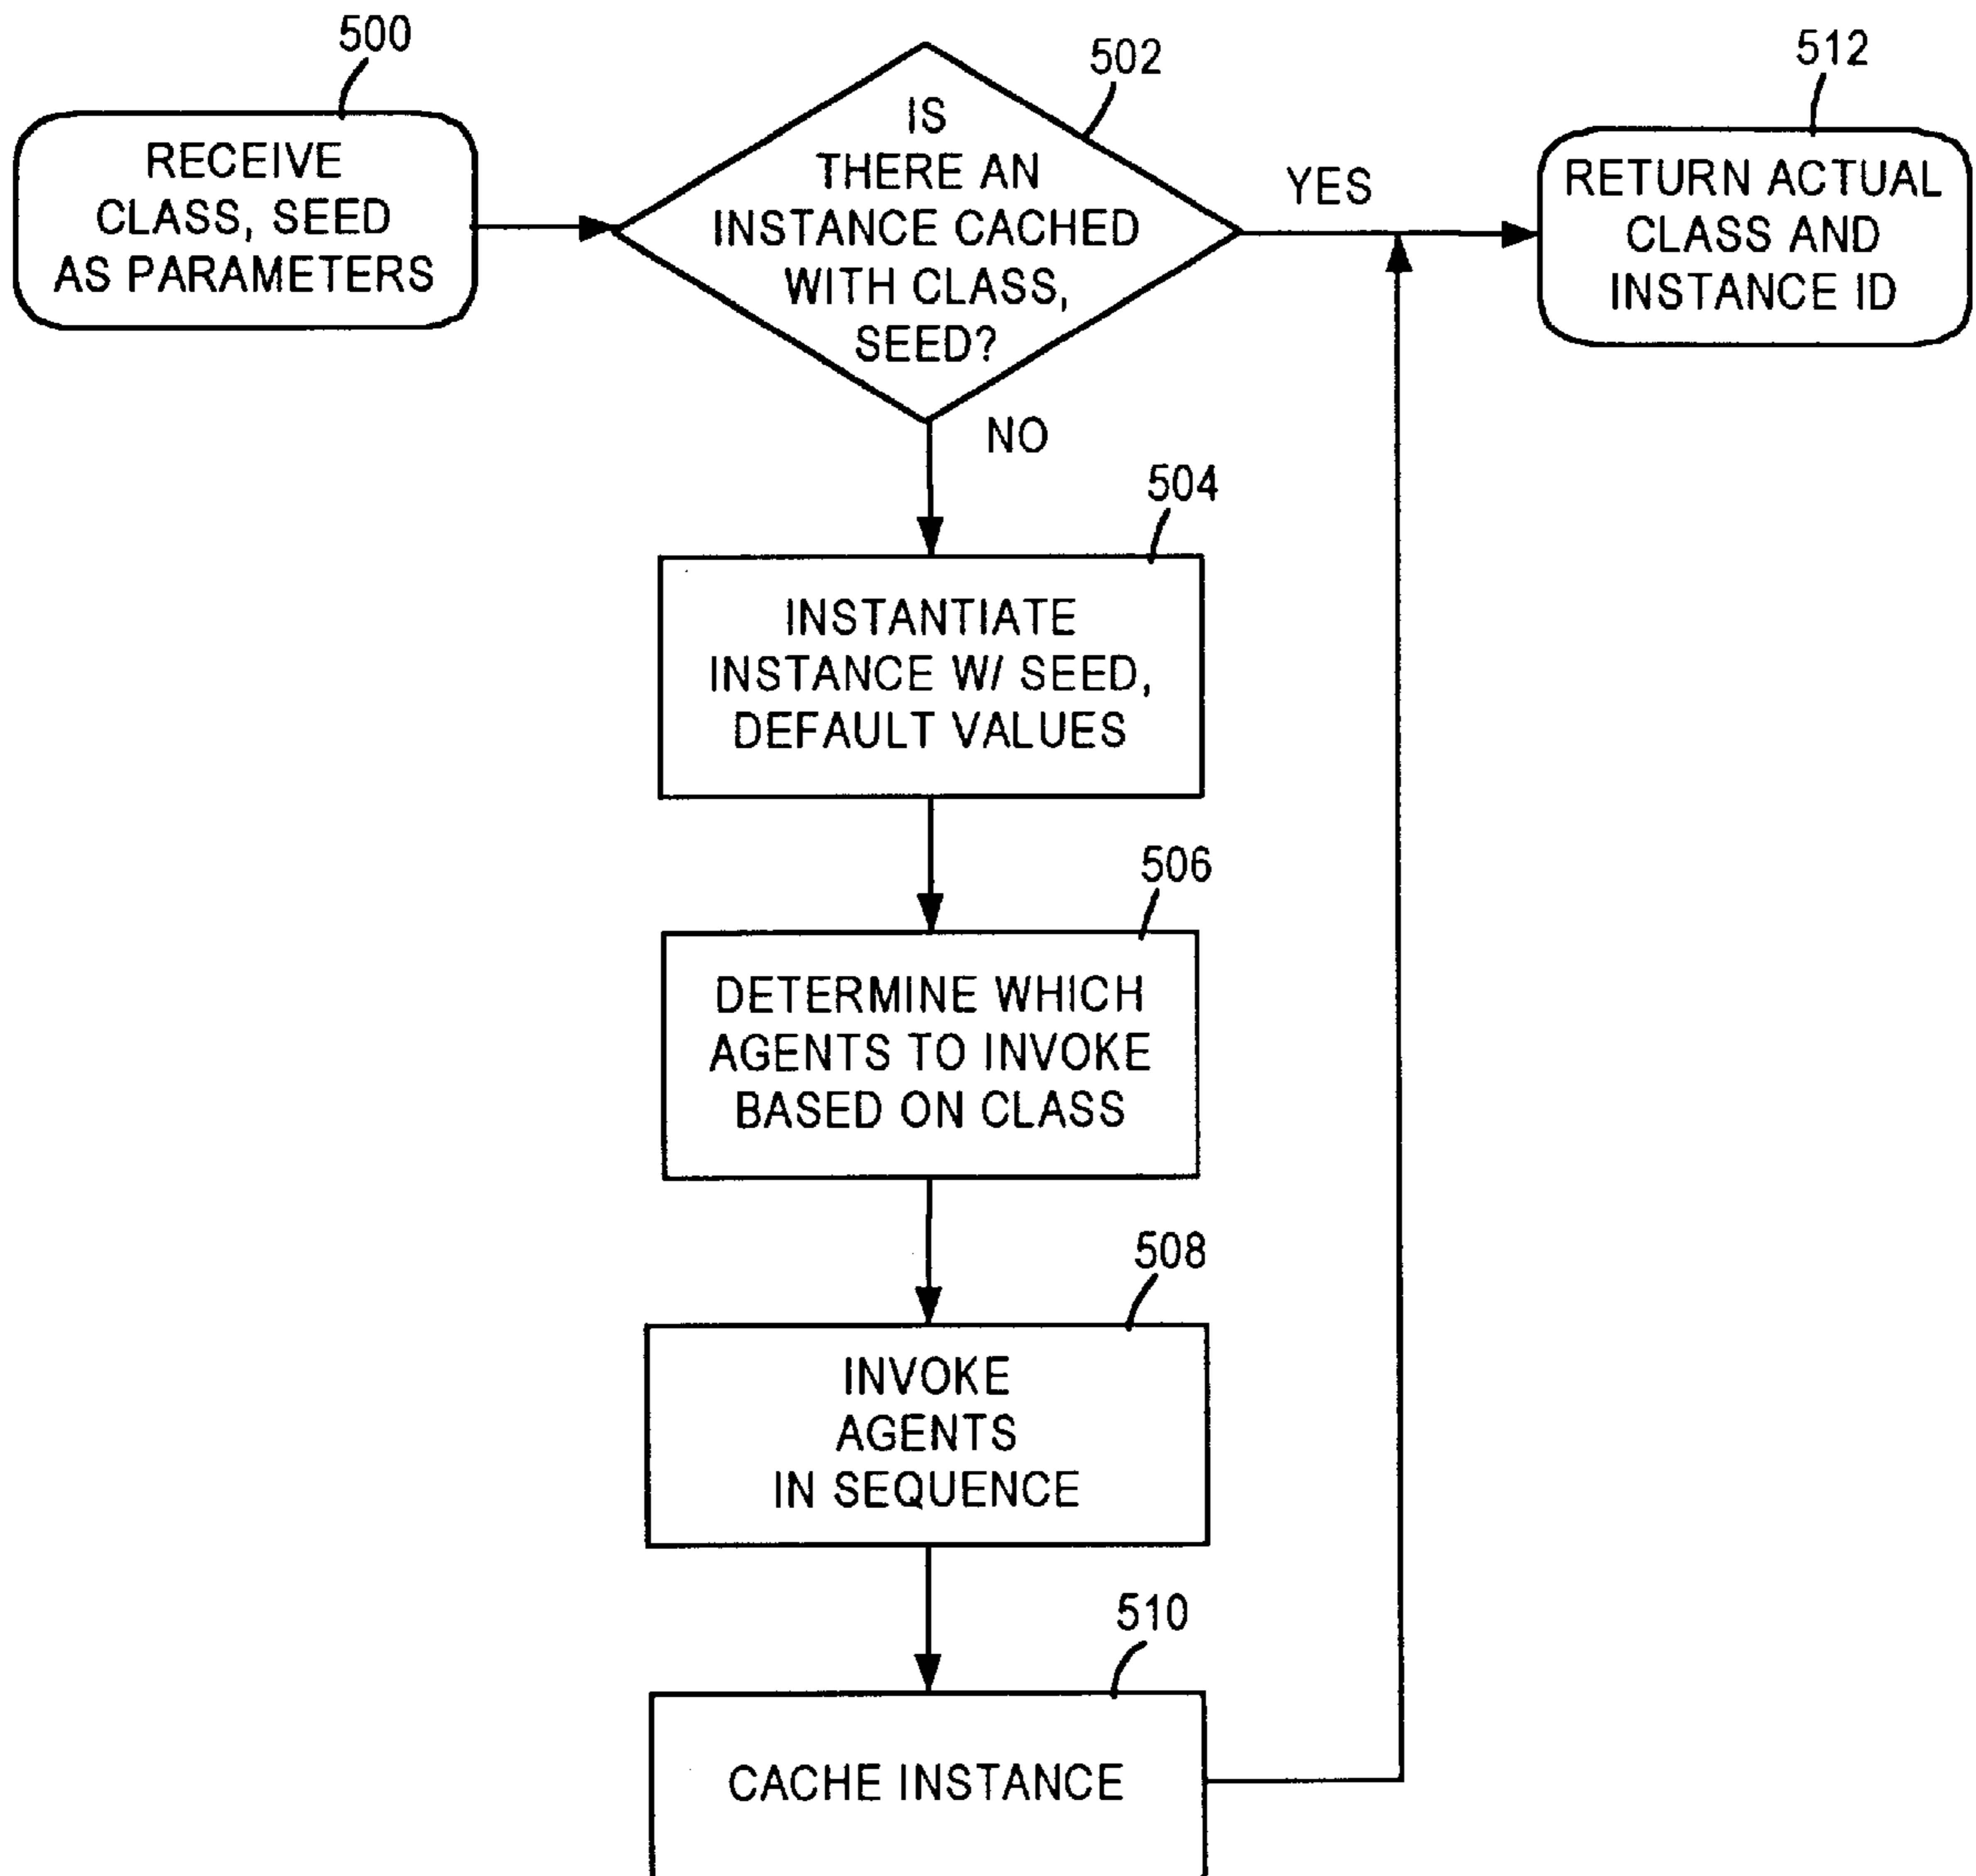 500
RECEIVE
CLASS, SEED
AS PARAMETERS
502
IS
THERE AN
INSTANCE CACHED
WITH CLASS,
SEED?
YES
NO
512
RETURN ACTUAL
CLASS AND
INSTANCE ID
504
INSTANTIATE
INSTANCE W/ SEED,
DEFAULT VALUES
506
DETERMINE WHICH
AGENTS TO INVOKE
BASED ON CLASS
508
INVOKE
AGENTS
IN SEQUENCE
510
CACHE INSTANCE